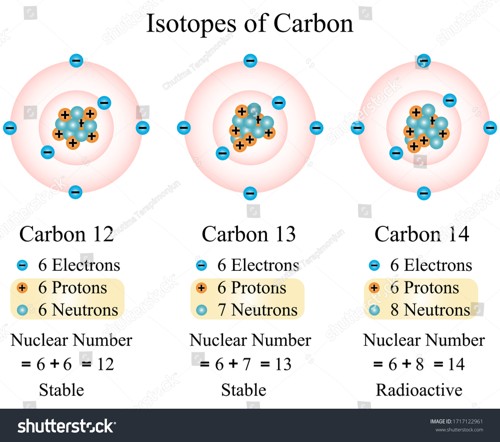 Isotopes of Carbon
Carbon 12
6 Electrons
6 Protons
6 Neutrons
Nuclear Number
= 6 + 6 = 12
Stable
Carbon 13
6 Electrons
6 Protons
7 Neutrons
Nuclear Number
= 6 + 7 = 13
Stable
Carbon 14
6 Electrons
6 Protons
8 Neutrons
Nuclear Number
= 6 + 8 = 14
Radioactive
shutterstock
IMAGE ID: 1717122961
www.shutterstock.com